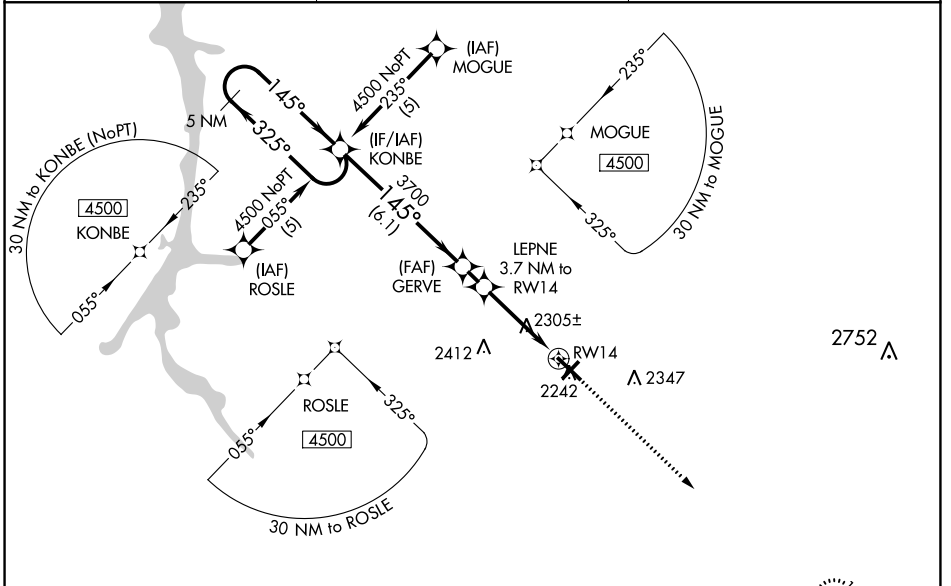 (IAF)
MOGUE
4500 NoPT
235°
(5)
145°
5 NM
325°
(IF/IAF)
KONBE
235°
MOGUE
4500
325°
30 NM to MOGUE
30 NM to KONBE (NoPT)
4500
KONBE
235°
055°
4500 NoPT
055°
(5)
(IAF)
ROSLE
3700
145°
(6.1)
(FAF)
GERVE
LEPNE
3.7 NM to
RW14
2305±
2412
RW14
2242
2347
2752
ROSLE
4500
055°
325°
30 NM to ROSLE